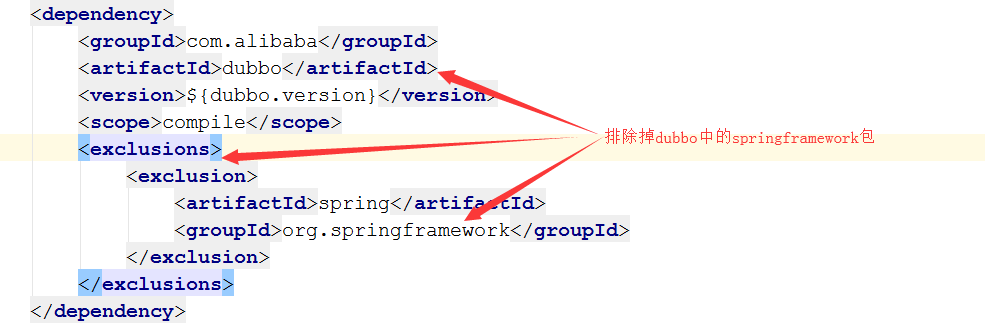 <dependency>
<groupId>com.alibaba</groupId>
<artifactId>dubbo</artifactId>
<version>${dubbo.version}</version>
<scope>compile</scope>
<exclusions>
排除掉dubbo中的springframework包
<exclusion>
<artifactId>spring</artifactId>
<groupId>org.springframework</groupId>
</exclusion>
</exclusions>
</dependency>